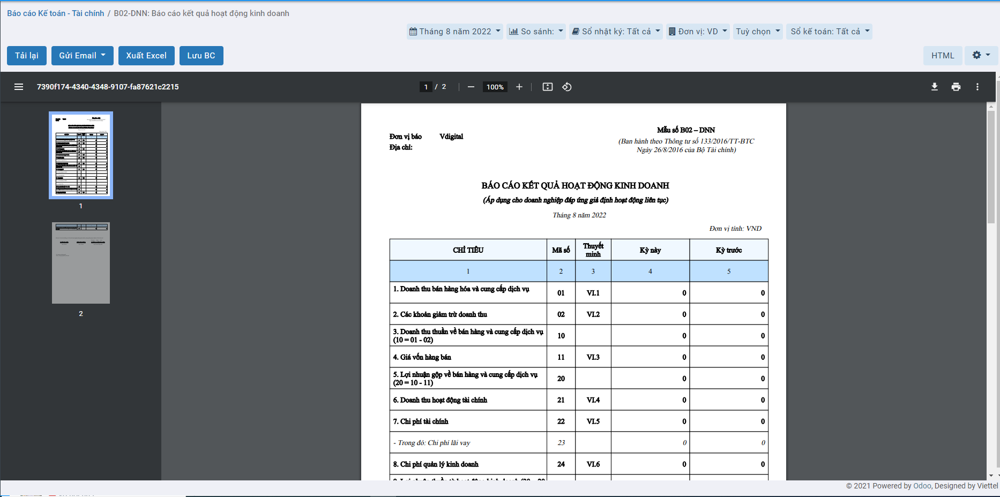 Báo cáo Kế toán - Tài chính / B02-DNN: Báo cáo kết quả hoạt động kinh doanh
Tháng 8 năm 2022 So sánh: Sổ nhật ký: Tất cả Đơn vị: VD Tuỳ chọn Sổ kế toán: Tất cả
Tải lại Gửi Email Xuất Excel Lưu BC HTML
7390f174-4340-4348-9107-fa87621c2215 1 / 2 100%
1
2
Mẫu số B02 – DNN
Đơn vị báo Vdigital
(Ban hành theo Thông tư số 133/2016/TT-BTC
Địa chỉ:
Ngày 26/8/2016 của Bộ Tài chính)
BÁO CÁO KẾT QUẢ HOẠT ĐỘNG KINH DOANH
(Áp dụng cho doanh nghiệp đáp ứng giả định hoạt động liên tục)
Tháng 8 năm 2022
Đơn vị tính: VND
CHỈ TIÊU Mã số Thuyết minh Kỳ này Kỳ trước
1 2 3 4 5
1. Doanh thu bán hàng hóa và cung cấp dịch vụ 01 VI.1 0 0
2. Các khoản giảm trừ doanh thu 02 VI.2 0 0
3. Doanh thu thuần về bán hàng và cung cấp dịch vụ
(10 = 01 - 02) 10 0 0
4. Giá vốn hàng bán 11 VI.3 0 0
5. Lợi nhuận gộp về bán hàng và cung cấp dịch vụ
(20 = 10 - 11) 20 0 0
6. Doanh thu hoạt động tài chính 21 VI.4 0 0
7. Chi phí tài chính 22 VI.5 0 0
- Trong đó: Chi phí lãi vay 23 0 0
8. Chi phí quản lý kinh doanh 24 VI.6 0 0
© 2021 Powered by Odoo, Designed by Viettel